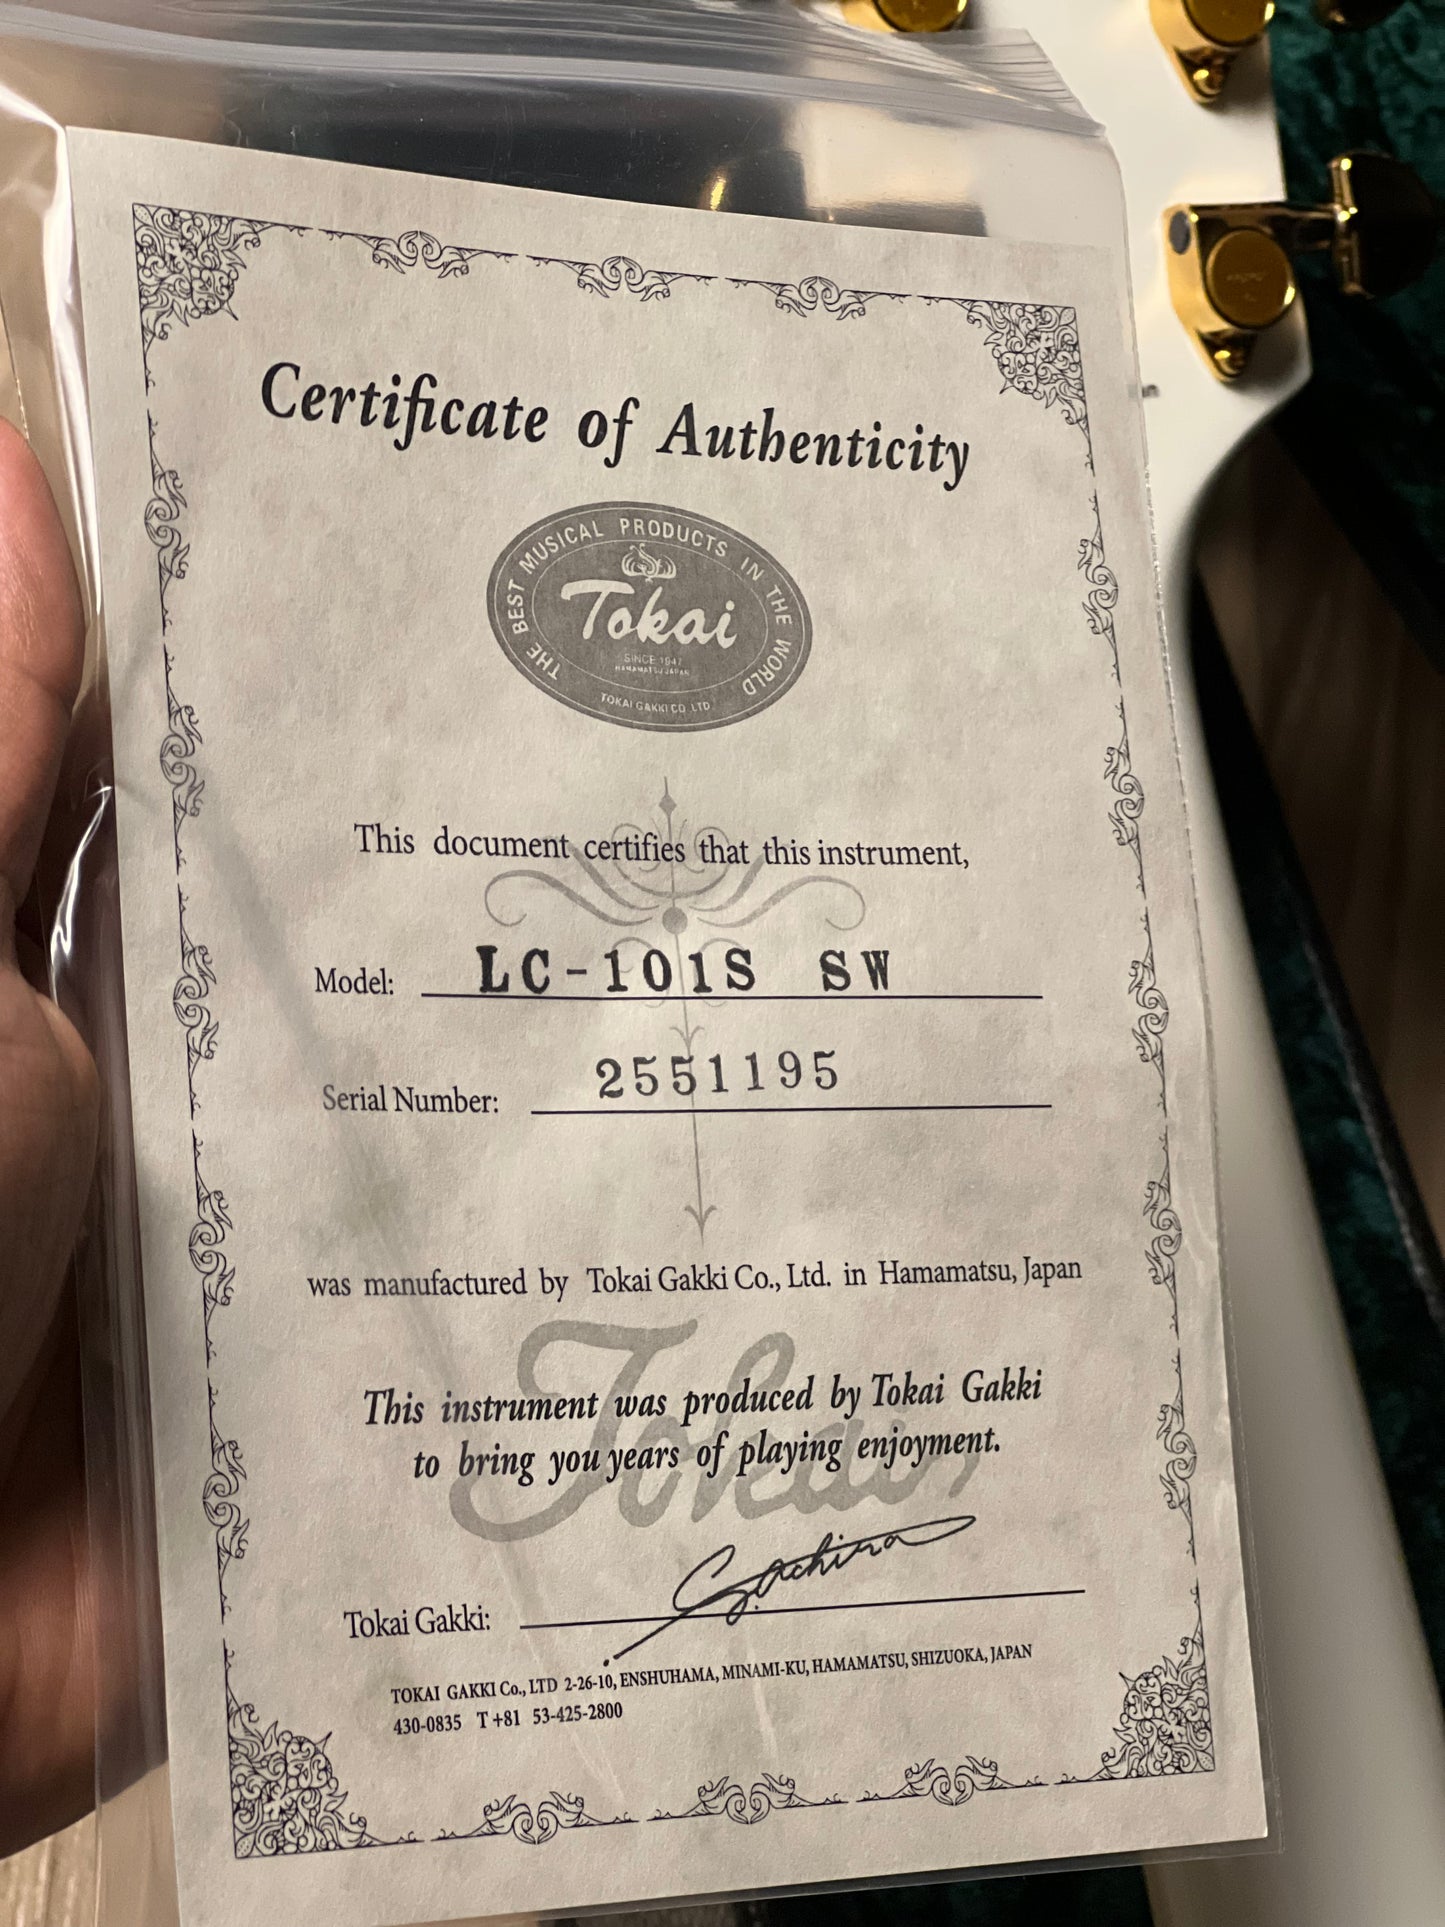 Certificate of Authenticity
THE BEST MUSICAL PRODUCTS IN THE WORLD
Tokai
SINCE 1947
HAMAMATSU JAPAN
TOKAI GAKKI CO. LTD.
This document certifies that this instrument,
Model: LC-101S SW
Serial Number: 2551195
was manufactured by Tokai Gakki Co., Ltd. in Hamamatsu, Japan
Tokai
This instrument was produced by Tokai Gakki
to bring you years of playing enjoyment.
Tokai Gakki:
TOKAI GAKKI Co., LTD 2-26-10, ENSHUHAMA, MINAMI-KU, HAMAMATSU, SHIZUOKA, JAPAN
430-0835 T +81 53-425-2800